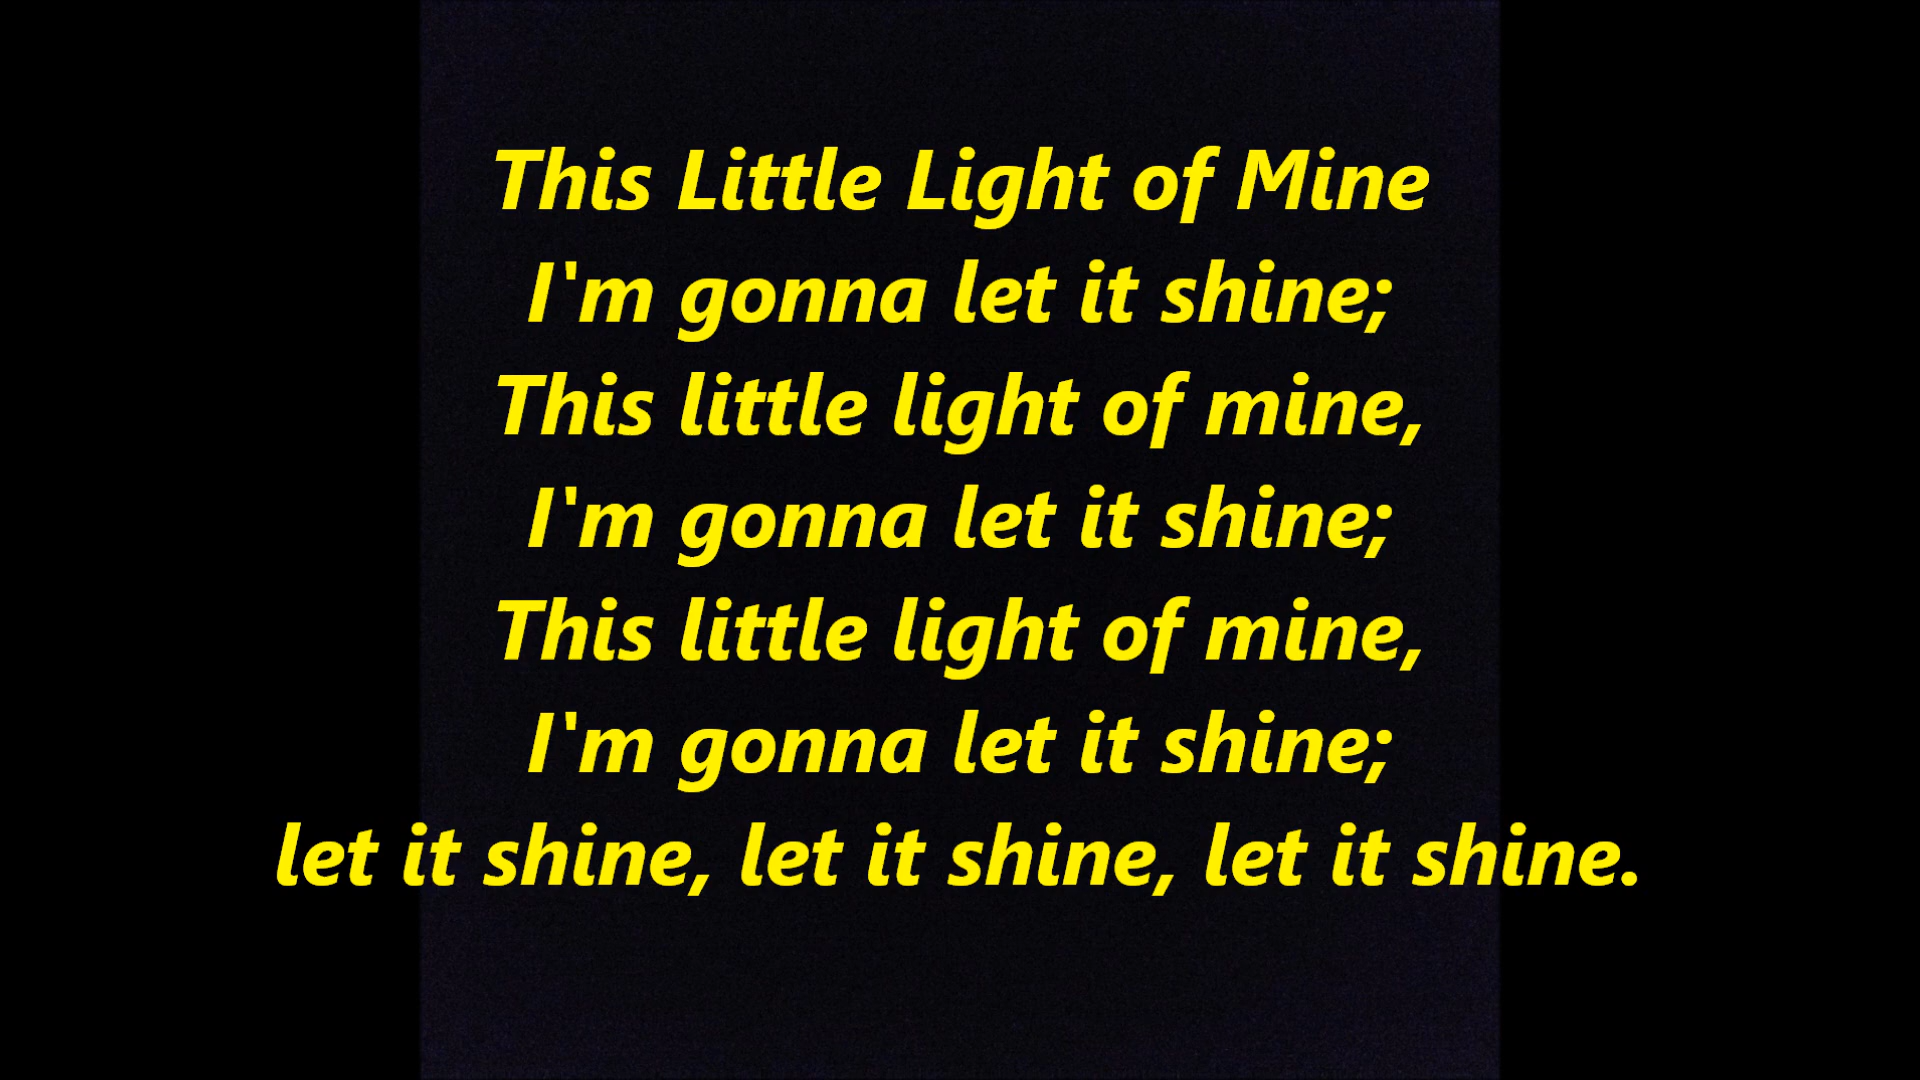 This Little Light of Mine
I'm gonna let it shine;
This little light of mine,
I'm gonna let it shine;
This little light of mine,
I'm gonna let it shine;
let it shine, let it shine, let it shine.